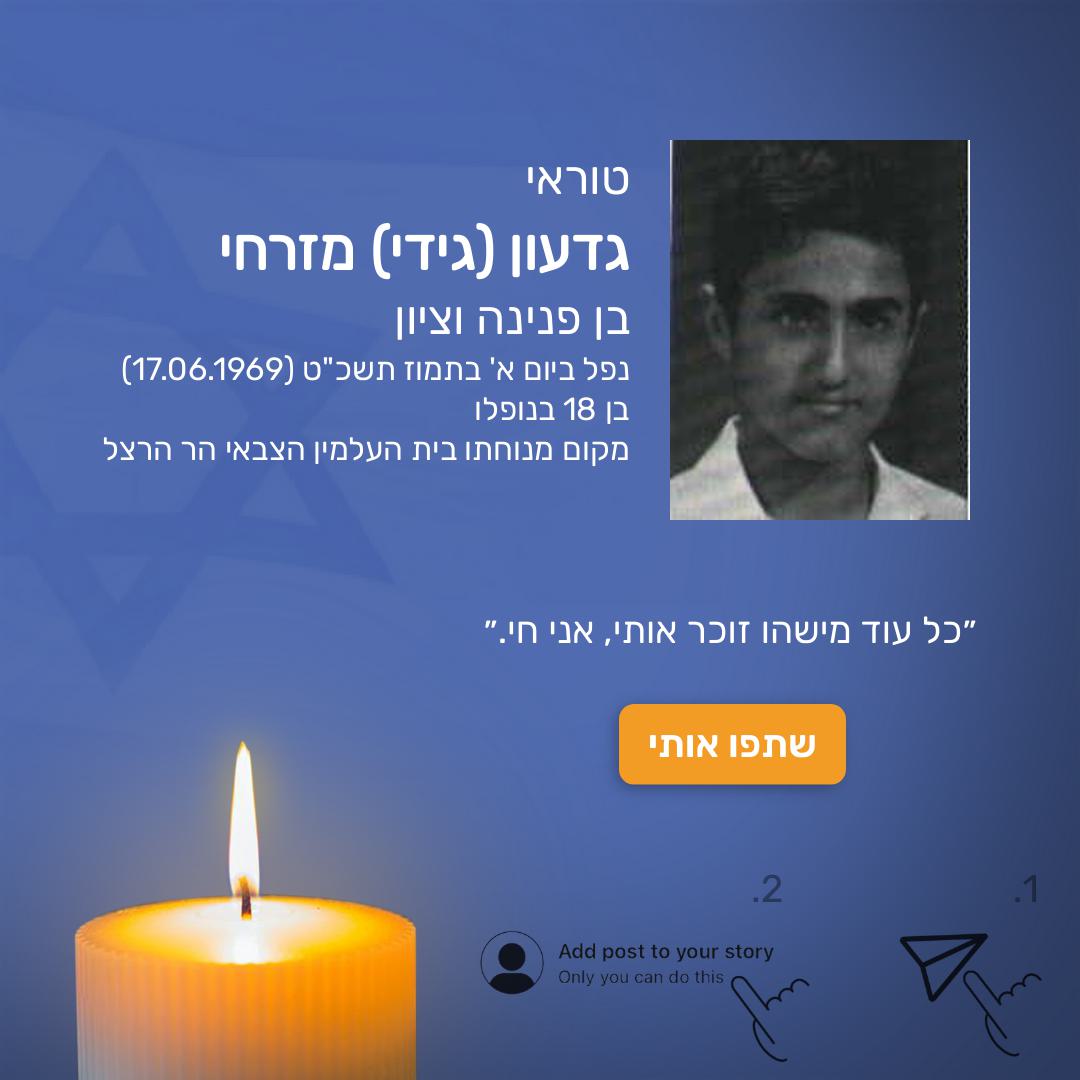 טוראי
גדעון (גידי) מזרחי
בן פנינה וציון
נפל ביום א' בתמוז תשכ"ט (17.06.1969)
בן 18 בנופלו
מקום מנוחתו בית העלמין הצבאי הר הרצל
״כל עוד מישהו זוכר אותי, אני חי.״
שתפו אותי
.1
.2
Add post to your story
Only you can do this